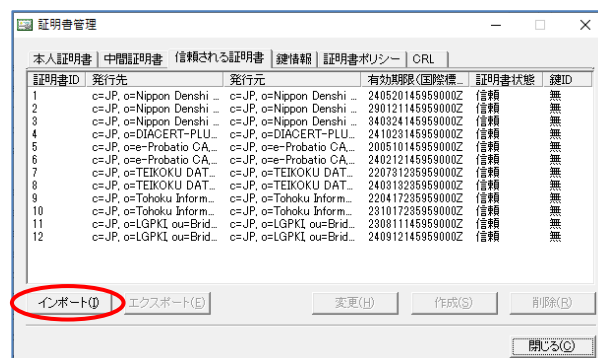 証明書管理
本人証明書 中間証明書 信頼される証明書 鍵情報 証明書ポリシー CRL
証明書ID 発行先 発行元 有効期限(国際標... 証明書状態 鍵ID
1 c=JP, o=Nippon Denshi ... c=JP, o=Nippon Denshi ... 240520145959000Z 信頼 無
2 c=JP, o=Nippon Denshi ... c=JP, o=Nippon Denshi ... 290121145959000Z 信頼 無
3 c=JP, o=Nippon Denshi ... c=JP, o=Nippon Denshi ... 340324145959000Z 信頼 無
4 c=JP, o=DIACERT-PLU... c=JP, o=DIACERT-PLU... 241023145959000Z 信頼 無
5 c=JP, o=e-Probatio CA,... c=JP, o=e-Probatio CA,... 200510145959000Z 信頼 無
6 c=JP, o=e-Probatio CA,... c=JP, o=e-Probatio CA,... 240212145959000Z 信頼 無
7 c=JP, o=TEIKOKU DAT... c=JP, o=TEIKOKU DAT... 220731235959000Z 信頼 無
8 c=JP, o=TEIKOKU DAT... c=JP, o=TEIKOKU DAT... 240313235959000Z 信頼 無
9 c=JP, o=Tohoku Inform... c=JP, o=Tohoku Inform... 220417235959000Z 信頼 無
10 c=JP, o=Tohoku Inform... c=JP, o=Tohoku Inform... 231017235959000Z 信頼 無
11 c=JP, o=LGPKI, ou=Brid... c=JP, o=LGPKI, ou=Brid... 230811145959000Z 信頼 無
12 c=JP, o=LGPKI, ou=Brid... c=JP, o=LGPKI, ou=Brid... 240912145959000Z 信頼 無
インポート(I) エクスポート(E) 変更(H) 作成(S) 削除(R)
閉じる(C)